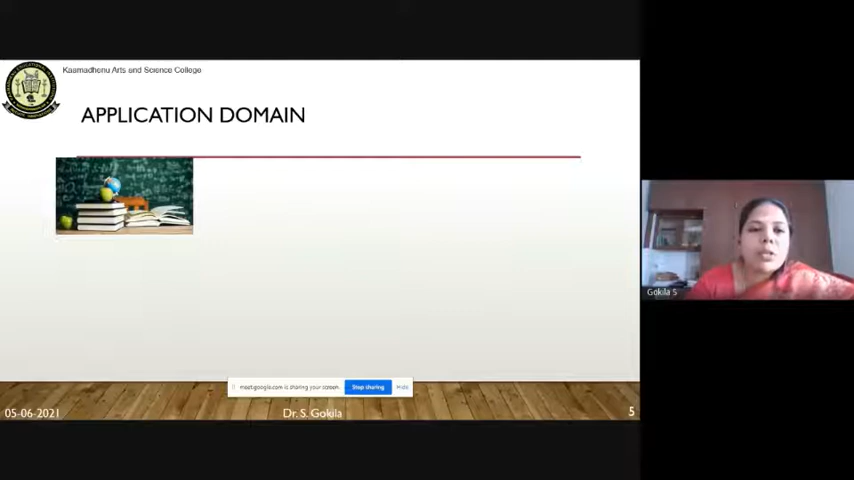 Kaamadhenu Arts and Science College
APPLICATION DOMAIN
meet.google.com is sharing your screen.
Stop sharing
Hide
Gokila S
05-06-2021
Dr. S. Gokila
5